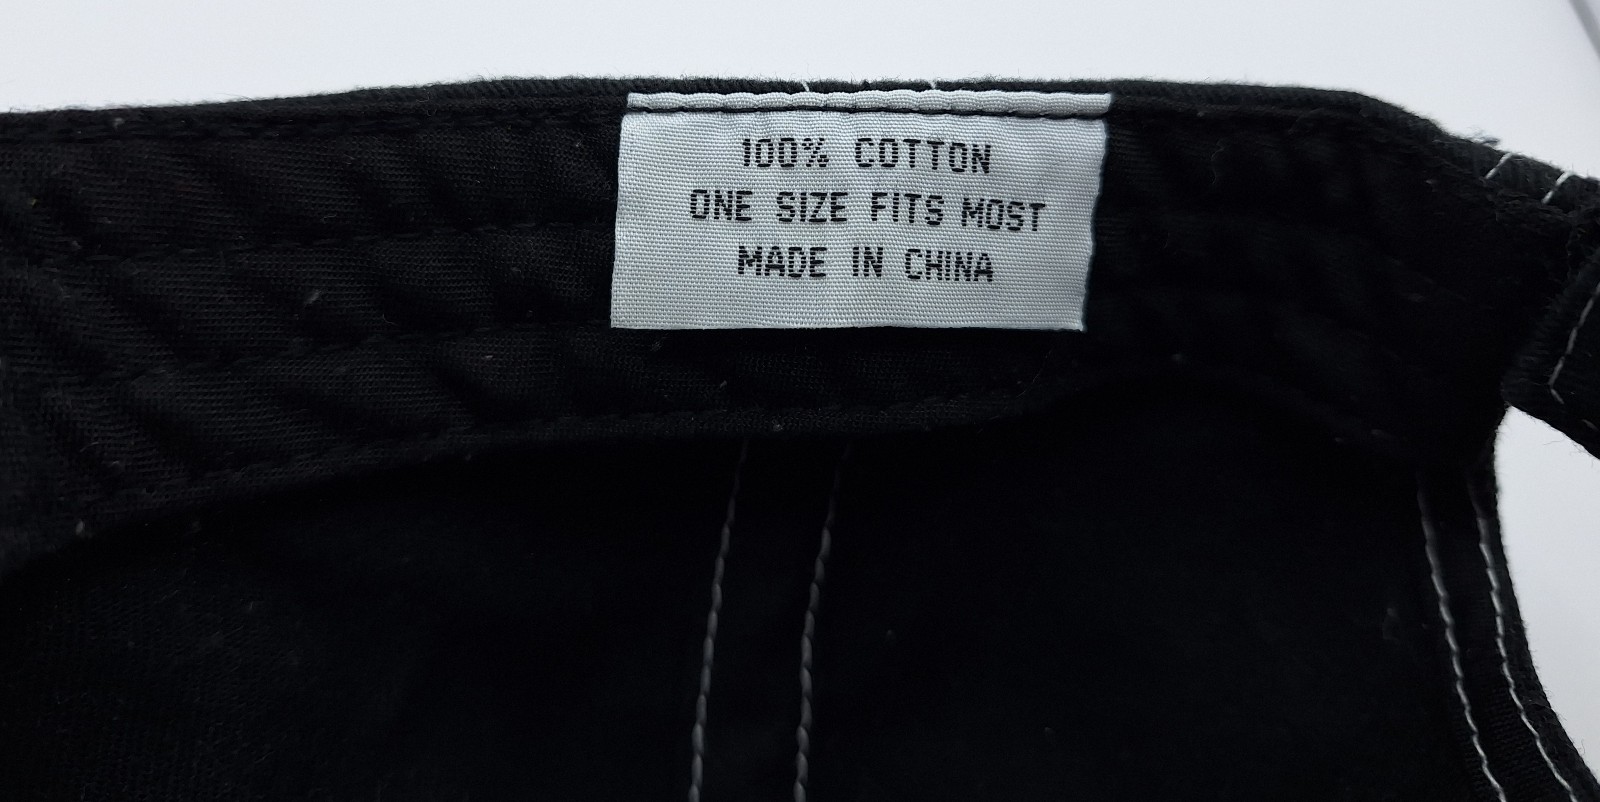 100% COTTON
ONE SIZE FITS MOST
MADE IN CHINA